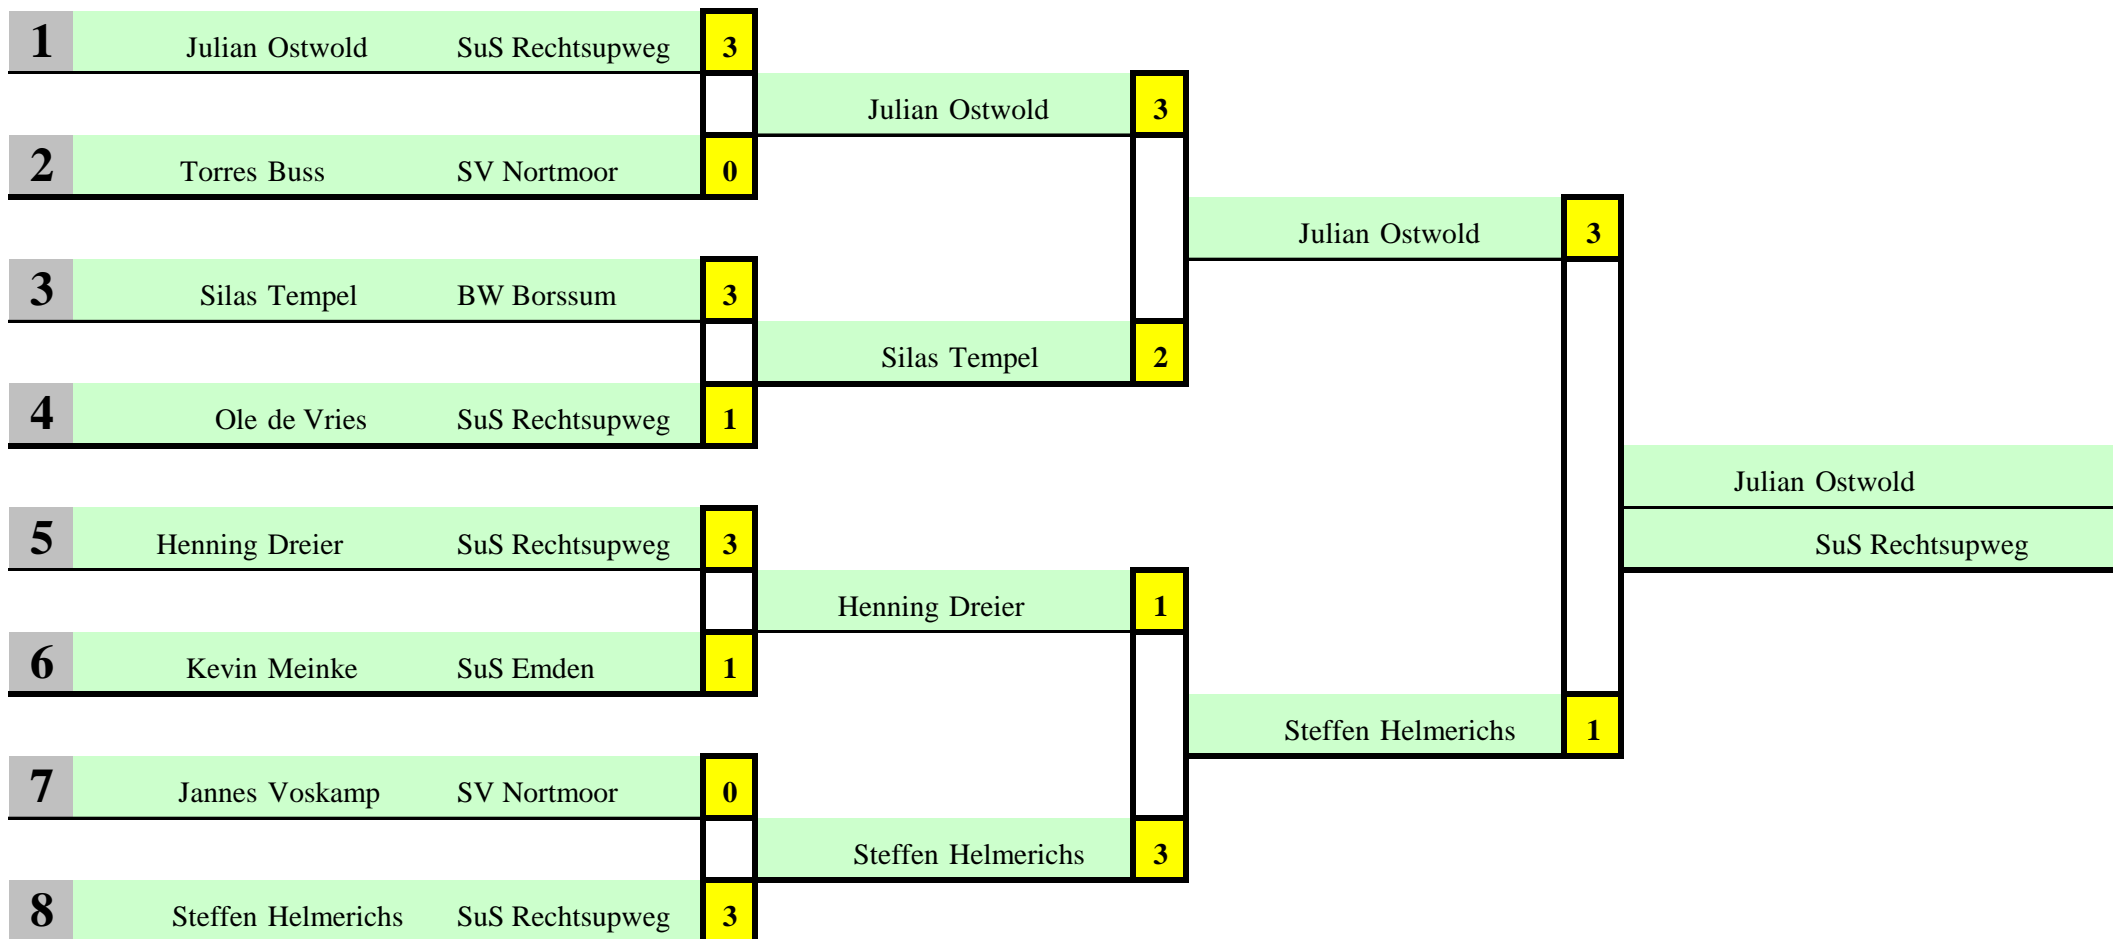 1 Julian Ostwold SuS Rechtsupweg 3
Julian Ostwold 3
2 Torres Buss SV Nortmoor 0
Julian Ostwold 3
3 Silas Tempel BW Borssum 3
Silas Tempel 2
4 Ole de Vries SuS Rechtsupweg 1
Julian Ostwold
5 Henning Dreier SuS Rechtsupweg 3
SuS Rechtsupweg
Henning Dreier 1
6 Kevin Meinke SuS Emden 1
Steffen Helmerichs 1
7 Jannes Voskamp SV Nortmoor 0
Steffen Helmerichs 3
8 Steffen Helmerichs SuS Rechtsupweg 3